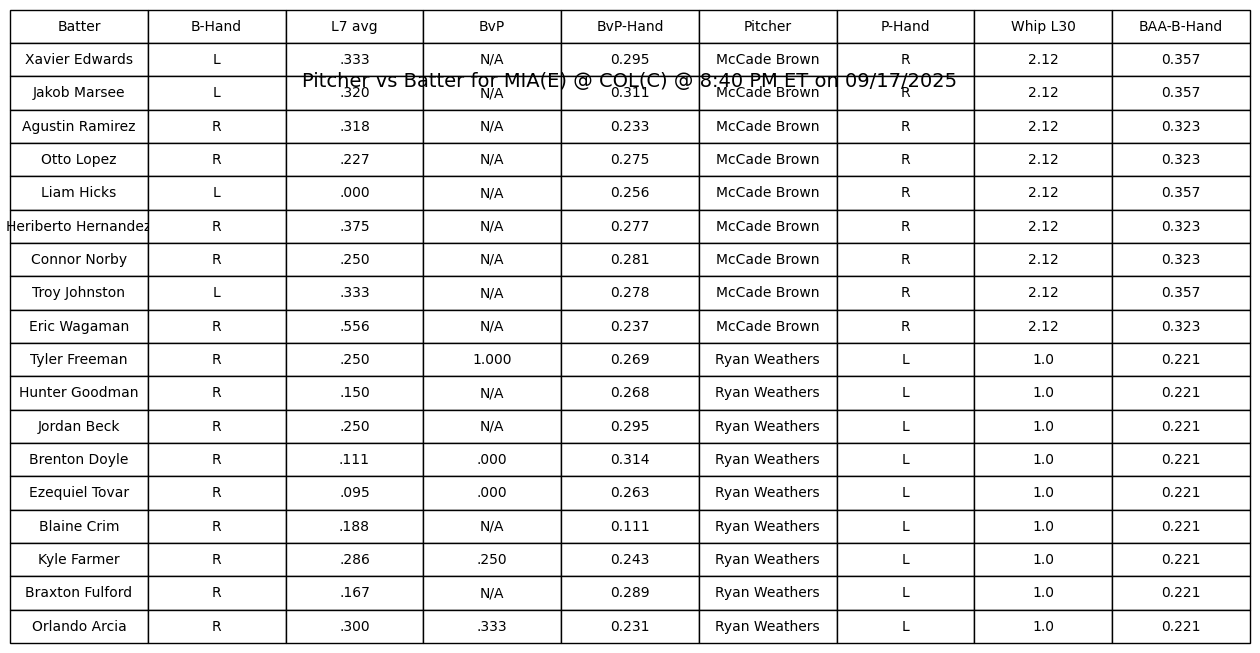 Batter B-Hand L7 avg BvP BvP-Hand Pitcher P-Hand Whip L30 BAA-B-Hand
Xavier Edwards L .333 N/A 0.295 McCade Brown R 2.12 0.357
Pitcher vs Batter for MIA(E) @ COL(C) @ 8:40 PM ET on 09/17/2025
Jakob Marsee L .320 N/A 0.311 McCade Brown R 2.12 0.357
Agustin Ramirez R .318 N/A 0.233 McCade Brown R 2.12 0.323
Otto Lopez R .227 N/A 0.275 McCade Brown R 2.12 0.323
Liam Hicks L .000 N/A 0.256 McCade Brown R 2.12 0.357
Heriberto Hernandez R .375 N/A 0.277 McCade Brown R 2.12 0.323
Connor Norby R .250 N/A 0.281 McCade Brown R 2.12 0.323
Troy Johnston L .333 N/A 0.278 McCade Brown R 2.12 0.357
Eric Wagaman R .556 N/A 0.237 McCade Brown R 2.12 0.323
Tyler Freeman R .250 1.000 0.269 Ryan Weathers L 1.0 0.221
Hunter Goodman R .150 N/A 0.268 Ryan Weathers L 1.0 0.221
Jordan Beck R .250 N/A 0.295 Ryan Weathers L 1.0 0.221
Brenton Doyle R .111 .000 0.314 Ryan Weathers L 1.0 0.221
Ezequiel Tovar R .095 .000 0.263 Ryan Weathers L 1.0 0.221
Blaine Crim R .188 N/A 0.111 Ryan Weathers L 1.0 0.221
Kyle Farmer R .286 .250 0.243 Ryan Weathers L 1.0 0.221
Braxton Fulford R .167 N/A 0.289 Ryan Weathers L 1.0 0.221
Orlando Arcia R .300 .333 0.231 Ryan Weathers L 1.0 0.221